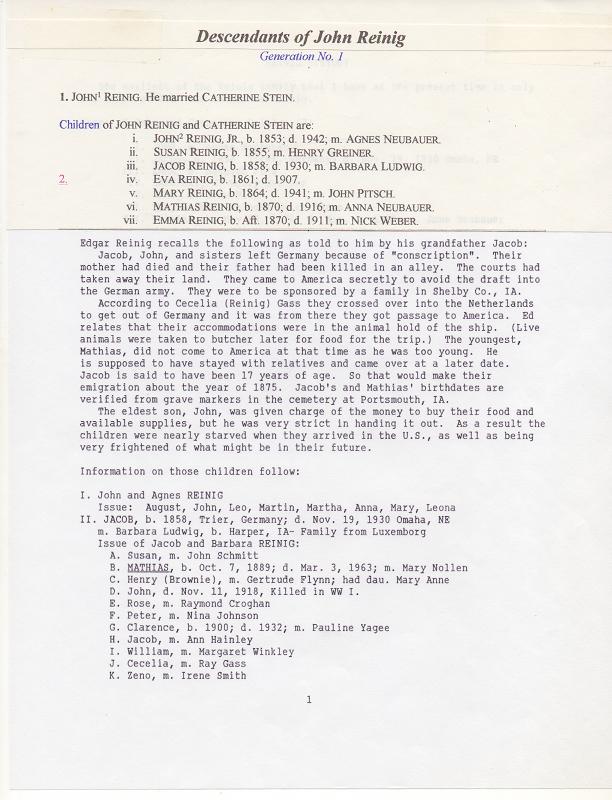 Descendants of John Reinig
Generation No. 1
1. JOHN¹ REINIG. He married CATHERINE STEIN.
Children of JOHN REINIG and CATHERINE STEIN are:
i. JOHN² REINIG, JR., b. 1853; d. 1942; m. AGNES NEUBAUER.
ii. SUSAN REINIG, b. 1855; m. HENRY GREINER.
iii. JACOB REINIG, b. 1858; d. 1930; m. BARBARA LUDWIG.
2. iv. EVA REINIG, b. 1861; d. 1907.
v. MARY REINIG, b. 1864; d. 1941; m. JOHN PITSCH.
vi. MATHIAS REINIG, b. 1870; d. 1916; m. ANNA NEUBAUER.
vii. EMMA REINIG, b. Aft. 1870; d. 1911; m. NICK WEBER.
Edgar Reinig recalls the following as told to him by his grandfather Jacob:
Jacob, John, and sisters left Germany because of "conscription". Their
mother had died and their father had been killed in an alley. The courts had
taken away their land. They came to America secretly to avoid the draft into
the German army. They were to be sponsored by a family in Shelby Co., IA.
According to Cecelia (Reinig) Gass they crossed over into the Netherlands
to get out of Germany and it was from there they got passage to America. Ed
relates that their accommodations were in the animal hold of the ship. (Live
animals were taken to butcher later for food for the trip.) The youngest,
Mathias, did not come to America at that time as he was too young. He
is supposed to have stayed with relatives and came over at a later date.
Jacob is said to have been 17 years of age. So that would make their
emigration about the year of 1875. Jacob's and Mathias' birthdates are
verified from grave markers in the cemetery at Portsmouth, IA.
The eldest son, John, was given charge of the money to buy their food and
available supplies, but he was very strict in handing it out. As a result the
children were nearly starved when they arrived in the U.S., as well as being
very frightened of what might be in their future.
Information on those children follow:
I. John and Agnes REINIG
Issue: August, John, Leo, Martin, Martha, Anna, Mary, Leona
II. JACOB, b. 1858, Trier, Germany; d. Nov. 19, 1930 Omaha, NE
m. Barbara Ludwig, b. Harper, IA- Family from Luxemborg
Issue of Jacob and Barbara REINIG:
A. Susan, m. John Schmitt
B. MATHIAS, b. Oct. 7, 1889; d. Mar. 3, 1963; m. Mary Nollen
C. Henry (Brownie), m. Gertrude Flynn; had dau. Mary Anne
D. John, d. Nov. 11, 1918, Killed in WW I.
E. Rose, m. Raymond Croghan
F. Peter, m. Nina Johnson
G. Clarence, b. 1900; d. 1932; m. Pauline Yagee
H. Jacob, m. Ann Hainley
I. William, m. Margaret Winkley
J. Cecelia, m. Ray Gass
K. Zeno, m. Irene Smith
1